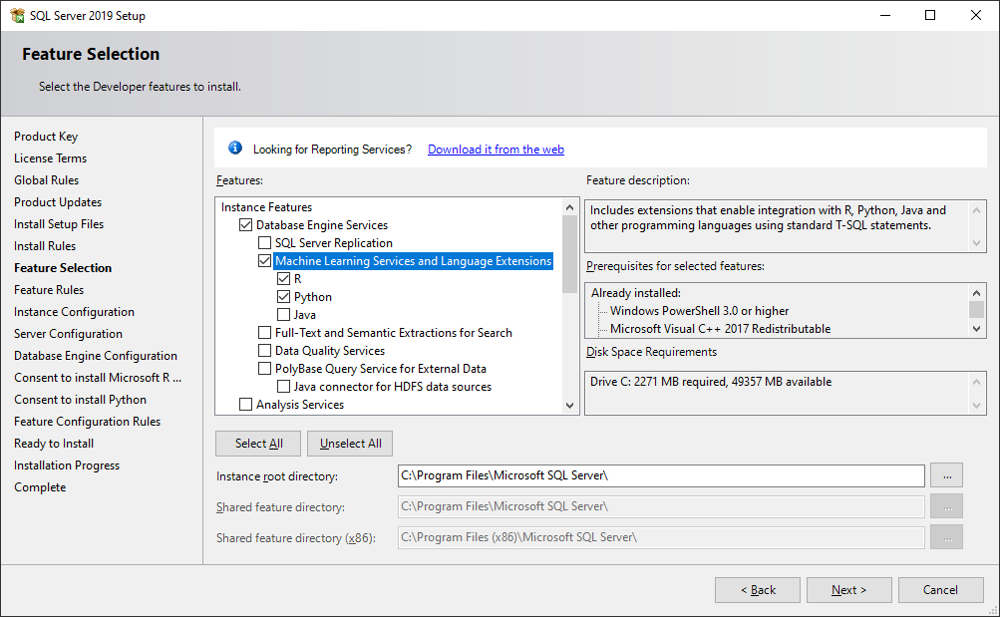 SQL Server 2019 Setup
Feature Selection
Select the Developer features to install.
Product Key
License Terms
Global Rules
Product Updates
Install Setup Files
Install Rules
Feature Selection
Feature Rules
Instance Configuration
Server Configuration
Database Engine Configuration
Consent to install Microsoft R ...
Consent to install Python
Feature Configuration Rules
Ready to Install
Installation Progress
Complete
Looking for Reporting Services? Download it from the web
Features:
Instance Features
Database Engine Services
SQL Server Replication
Machine Learning Services and Language Extensions
R
Python
Java
Full-Text and Semantic Extractions for Search
Data Quality Services
PolyBase Query Service for External Data
Java connector for HDFS data sources
Analysis Services
Feature description:
Includes extensions that enable integration with R, Python, Java and
other programming languages using standard T-SQL statements.
Prerequisites for selected features:
Already installed:
Windows PowerShell 3.0 or higher
Microsoft Visual C++ 2017 Redistributable
Disk Space Requirements
Drive C: 2271 MB required, 49357 MB available
Select All
Unselect All
Instance root directory:
C:\Program Files\Microsoft SQL Server\
...
Shared feature directory:
C:\Program Files\Microsoft SQL Server\
...
Shared feature directory (x86):
C:\Program Files (x86)\Microsoft SQL Server\
...
< Back
Next >
Cancel